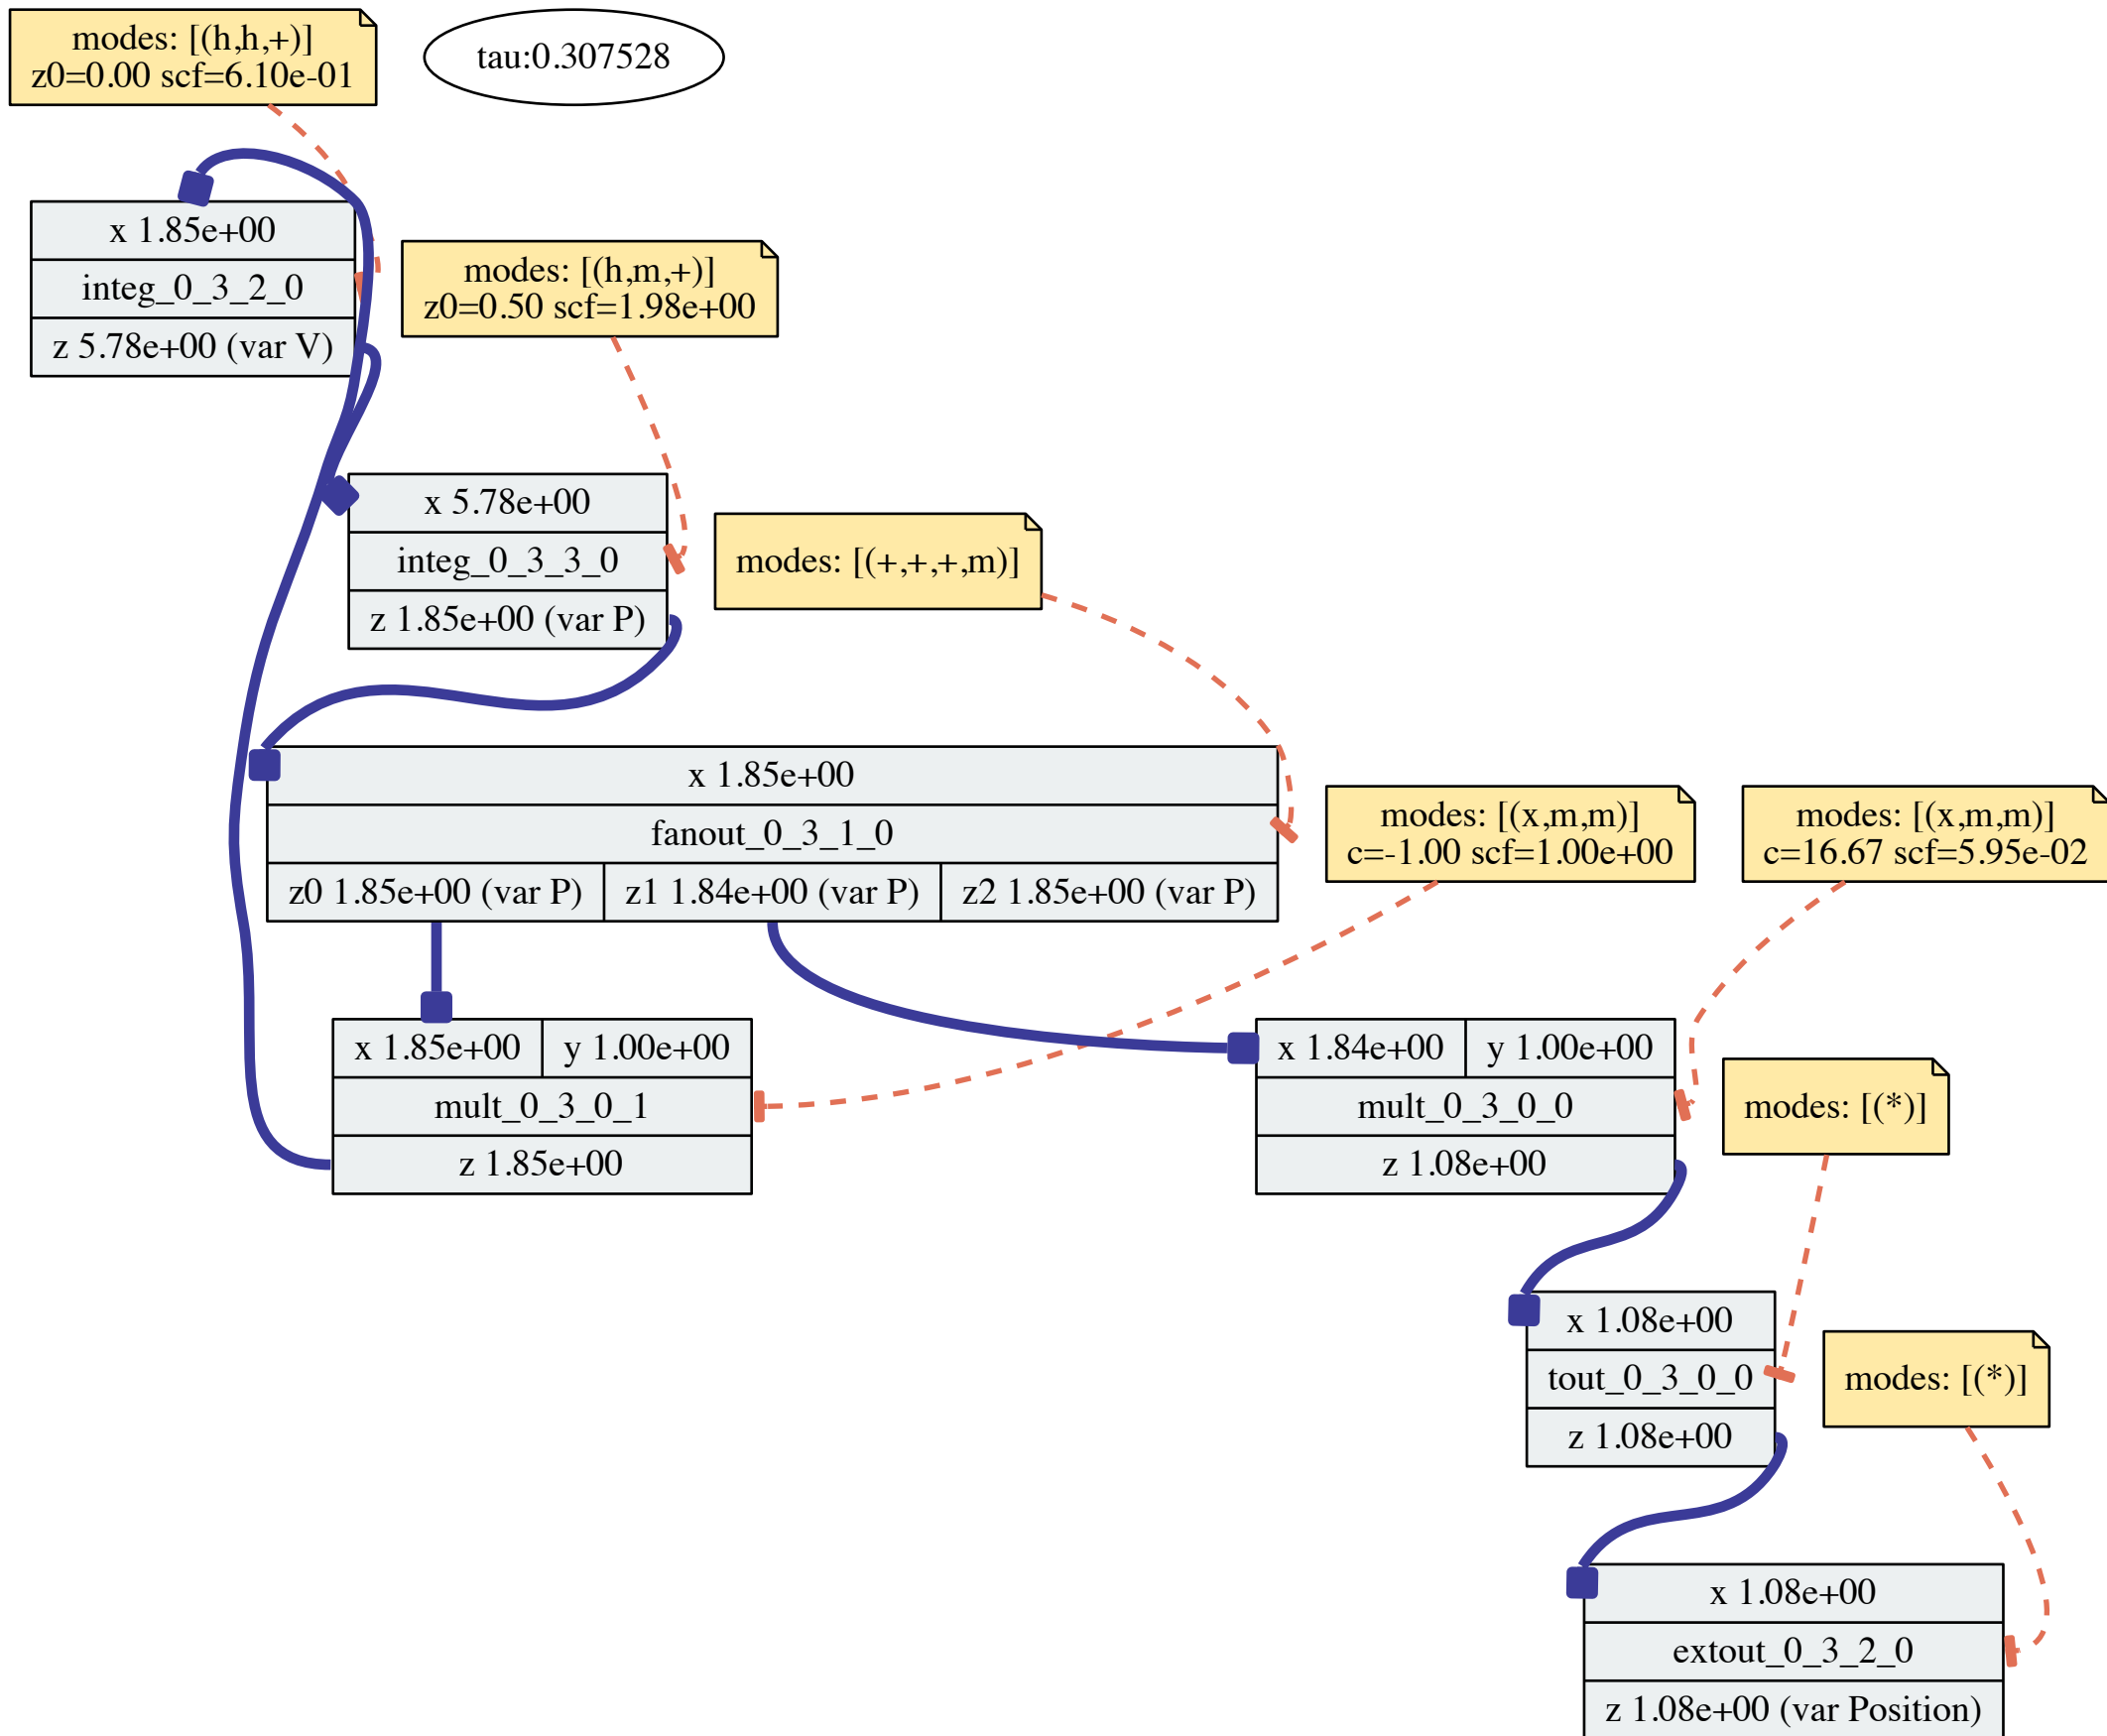 modes: [(h,h,+)]
z0=0.00 scf=6.10e-01
tau:0.307528
x 1.85e+00
integ_0_3_2_0
z 5.78e+00 (var V)
modes: [(h,m,+)]
z0=0.50 scf=1.98e+00
x 5.78e+00
integ_0_3_3_0
z 1.85e+00 (var P)
modes: [(+,+,+,m)]
x 1.85e+00
fanout_0_3_1_0
z0 1.85e+00 (var P)
z1 1.84e+00 (var P)
z2 1.85e+00 (var P)
modes: [(x,m,m)]
c=-1.00 scf=1.00e+00
modes: [(x,m,m)]
c=16.67 scf=5.95e-02
x 1.85e+00
y 1.00e+00
mult_0_3_0_1
z 1.85e+00
x 1.84e+00
y 1.00e+00
mult_0_3_0_0
z 1.08e+00
modes: [(*)]
x 1.08e+00
tout_0_3_0_0
z 1.08e+00
modes: [(*)]
x 1.08e+00
extout_0_3_2_0
z 1.08e+00 (var Position)